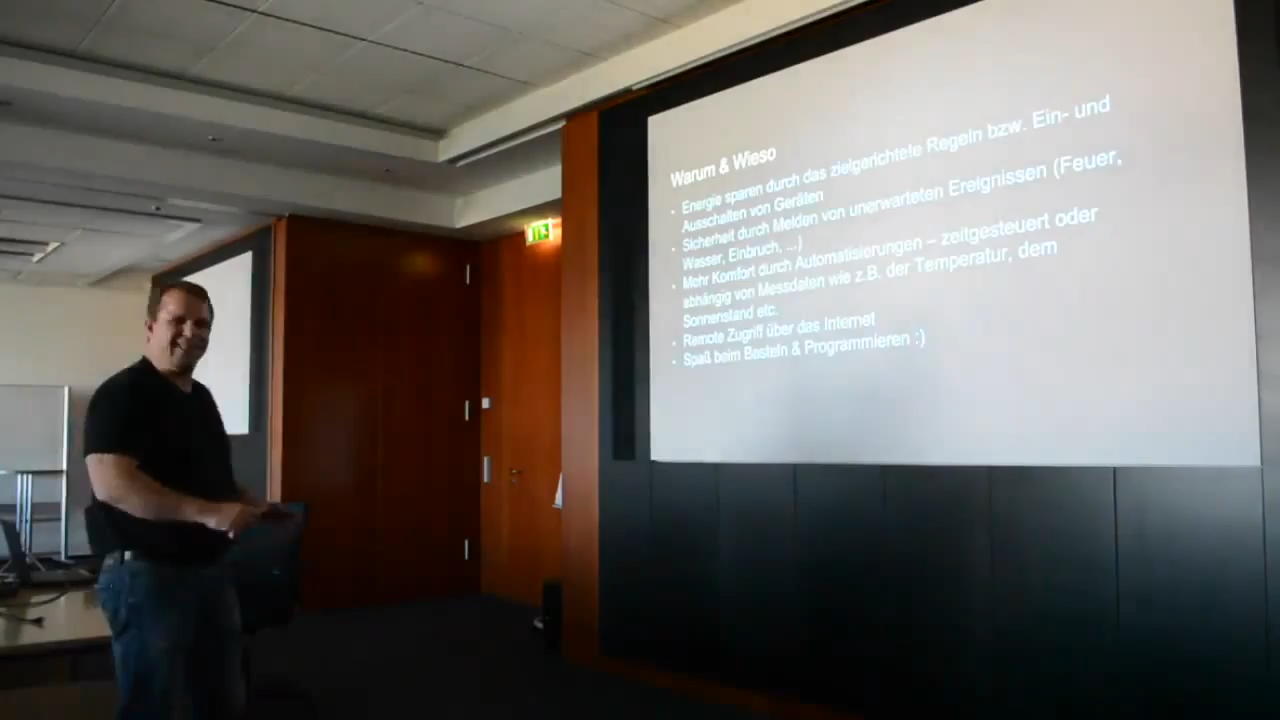 Warum & Wieso
• Energie sparen durch das zielgerichtete Regeln bzw. Ein- und
Ausschalten von Geräten
• Sicherheit durch Melden von unerwarteten Ereignissen (Feuer,
Wasser, Einbruch, ...)
• Mehr Komfort durch Automatisierungen – zeitgesteuert oder
abhängig von Messdaten wie z.B. der Temperatur, dem
Sonnenstand etc.
• Remote Zugriff über das Internet
• Spaß beim Basteln & Programmieren :)